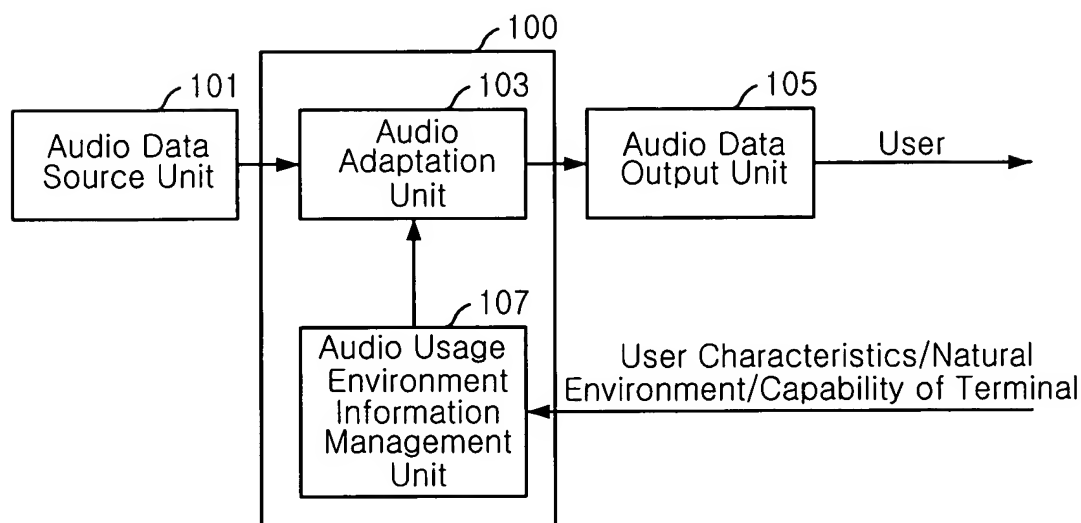 100
101
103
105
Audio Data
Source Unit
Audio
Adaptation
Unit
Audio Data
Output Unit
User
107
Audio Usage
Environment
Information
Management
Unit
User Characteristics/Natural
Environment/Capability of Terminal